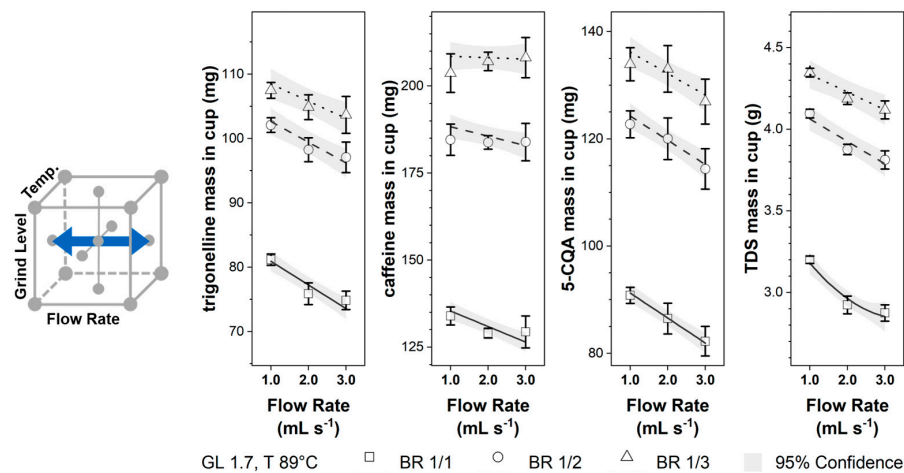 Temp.
Grind Level
Flow Rate
trigonelline mass in cup (mg)
110
100
90
80
70
1.0 2.0 3.0
Flow Rate
(mL s⁻¹)
caffeine mass in cup (mg)
200
175
150
125
1.0 2.0 3.0
Flow Rate
(mL s⁻¹)
5-CQA mass in cup (mg)
140
120
100
80
1.0 2.0 3.0
Flow Rate
(mL s⁻¹)
TDS mass in cup (g)
4.4
4.0
3.6
3.2
3.0
1.0 2.0 3.0
Flow Rate
(mL s⁻¹)
GL 1.7, T 89°C BR 1/1 BR 1/2 BR 1/3 95% Confidence